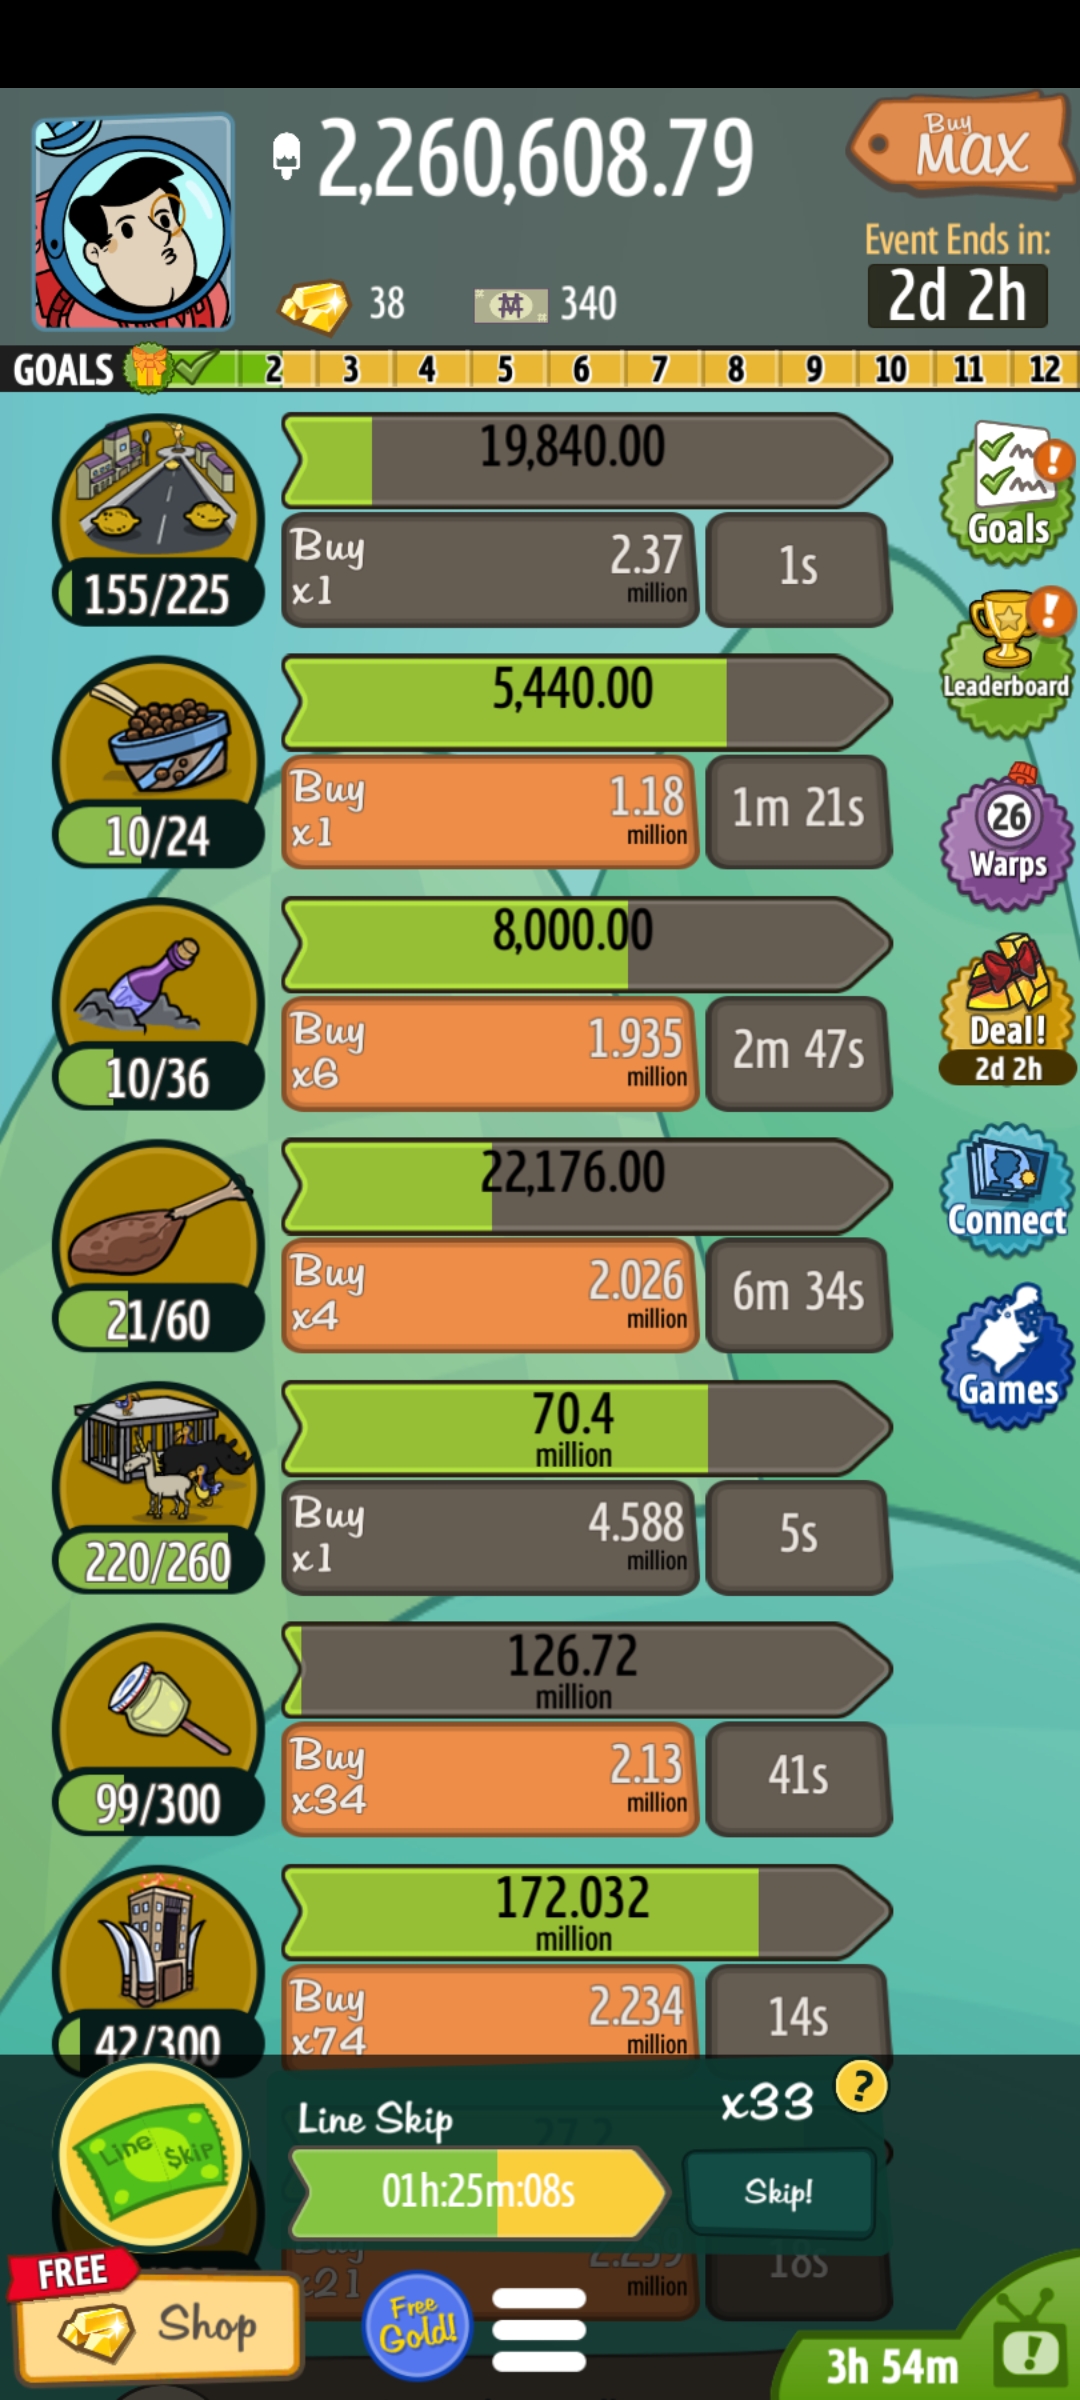 2,260,608.79
Buy
MAX
Event Ends in:
2d 2h
38
340
GOALS 2 3 4 5 6 7 8 9 10 11 12
19,840.00
155/225
Buy x1
2.37 million
1s
Goals
5,440.00
10/24
Buy x1
1.18 million
1m 21s
Leaderboard
8,000.00
10/36
Buy x6
1.935 million
2m 47s
26
Warps
Deal!
2d 2h
22,176.00
21/60
Buy x4
2.026 million
6m 34s
Connect
Games
70.4 million
220/260
Buy x1
4.588 million
5s
126.72 million
99/300
Buy x34
2.13 million
41s
172.032 million
42/300
Buy x74
2.234 million
14s
Line Skip
Line Skip
x33
?
27.2
01h:25m:08s
Skip!
Buy x21
million
18s
FREE
Shop
Free Gold!
3h 54m